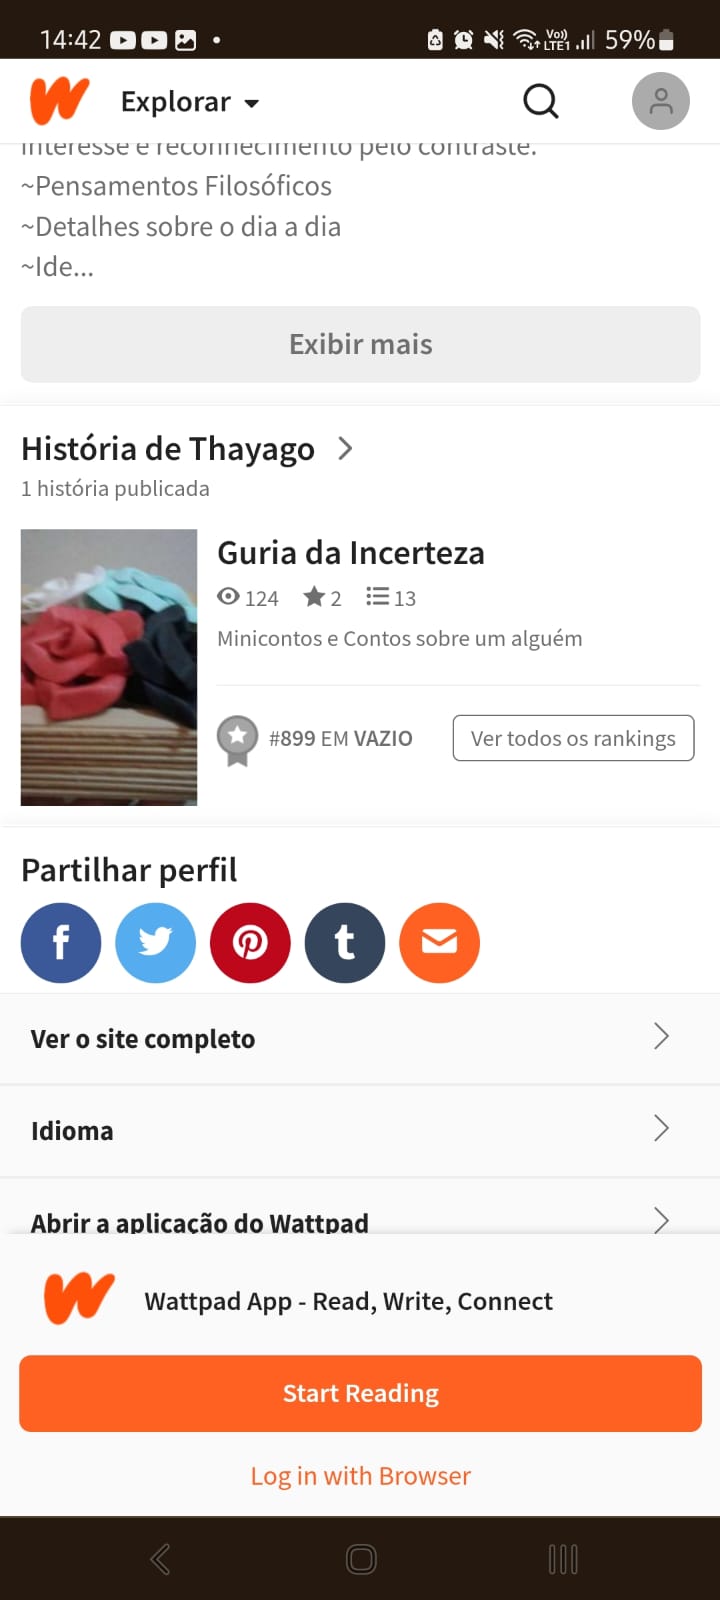 14:42
Vo))
LTE1
59%
Explorar
interesse e reconhecimento pelo contraste.
~Pensamentos Filosóficos
~Detalhes sobre o dia a dia
~Ide...
Exibir mais
História de Thayago
1 história publicada
Guria da Incerteza
124 2 13
Minicontos e Contos sobre um alguém
#899 EM VAZIO
Ver todos os rankings
Partilhar perfil
Ver o site completo
Idioma
Abrir a aplicação do Wattpad
Wattpad App - Read, Write, Connect
Start Reading
Log in with Browser